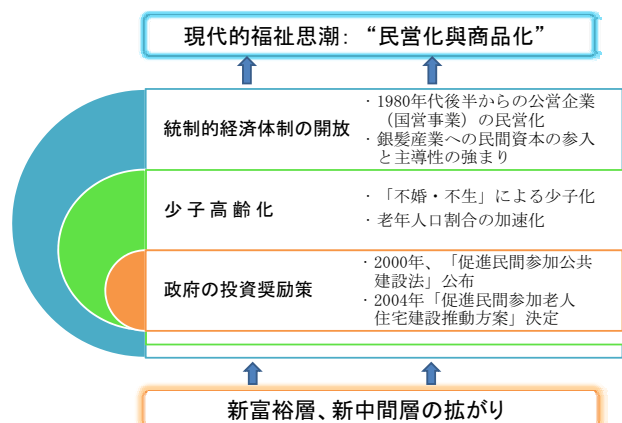 現代的福祉思潮：“民営化與商品化”
統制的経済体制の開放
・1980年代後半からの公営企業
（国営事業）の民営化
・銀髪産業への民間資本の参入
と主導性の強まり
少子高齢化
・「不婚・不生」による少子化
・老年人口割合の加速化
政府の投資奨励策
・2000年、「促進民間参加公共
建設法」公布
・2004年「促進民間参加老人
住宅建設推動方案」決定
新富裕層、新中間層の拡がり